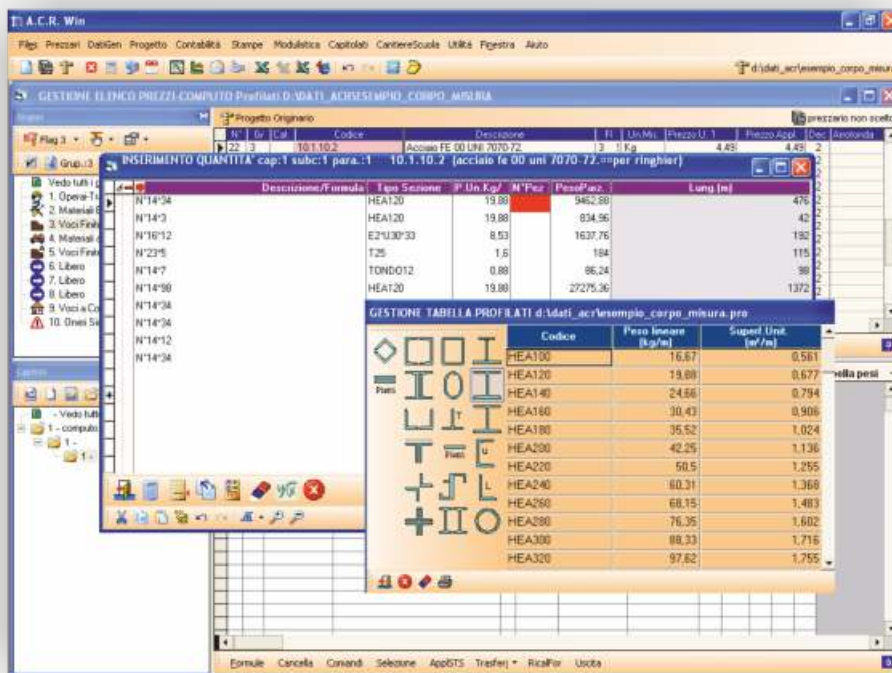 A.C.R. Win
Files Prezzari DatiGen Progetto Contabilità Stampe Modulistica Capitolati CantiereScuola Utilità Finestra Aiuto
d:\dati_acr\esempio_corpo_misura
GESTIONE ELENCO PREZZI-COMPUTO Profilati D:\DATI_ACR\ESEMPIO_CORPO_MISURA
Progetto Originario
prezzario non scelto
Flag 3
N° Gr Cat. Codice Descrizione Fl Un.Mis. Prezzo U. 1 Prezzo Appl. Dec Arrotonda
22 3 10.1.10.2 Acciaio FE 00 UNI 7070-72. 3 Kg 4,49 4,49 2
Grup.:3
INSERIMENTO QUANTITA' cap:1 subc:1 para.:1 10.1.10.2 (acciaio fe 00 uni 7070-72.==per ringhier)
Vedo tutti i
1. Operai-Tr
2. Materiali
3. Voci Finite
4. Materiali
5. Voci Finite
6. Libero
7. Libero
8. Libero
9. Voci a Co
10. Oneri Si
Descrizione/Formula Tipo Sezione P.Un.Kg/ N°Pez PesoParz. Lung.(m)
N°14*34 HEA120 19,88 9462,88 476
N°14*3 HEA120 19,88 834,96 42
N°16*12 E2*U30*33 8,53 1637,76 192
N°23*5 T25 1,6 184 115
N°14*7 TONDO12 0,88 86,24 98
N°14*98 HEA120 19,88 27275,36 1372
N°14*34
N°14*34
N°14*12
N°14*34
GESTIONE TABELLA PROFILATI d:\dati_acr\esempio_corpo_misura.pro
Codice Peso lineare (kg/m) Superf.Unit. (m²/m)
HEA100 16,67 0,561
HEA120 19,88 0,677
HEA140 24,66 0,794
HEA160 30,43 0,906
HEA180 35,52 1,024
HEA200 42,25 1,136
HEA220 50,5 1,255
HEA240 60,31 1,368
HEA260 68,15 1,483
HEA280 76,35 1,602
HEA300 88,33 1,716
HEA320 97,62 1,755
Piatti
Piatti
bella pesi
- Vedo tutti
1 - computo
1 -
1 -
Formule Cancella Comandi Selezione ApplSTS Trasferj RicalFor Uscita